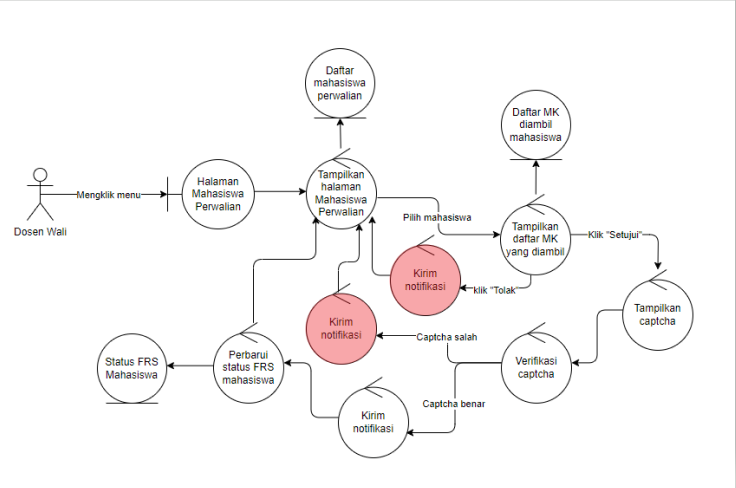 Daftar
mahasiswa
perwalian
Daftar MK
diambil
mahasiswa
Dosen Wali
Mengklik menu
Halaman
Mahasiswa
Perwalian
Tampilkan
halaman
Mahasiswa
Perwalian
Pilih mahasiswa
Tampilkan
daftar MK
yang diambil
Klik "Setujui"
Kirim
notifikasi
klik "Tolak"
Tampilkan
captcha
Kirim
notifikasi
Captcha salah
Verifikasi
captcha
Status FRS
Mahasiswa
Perbarui
status FRS
mahasiswa
Captcha benar
Kirim
notifikasi